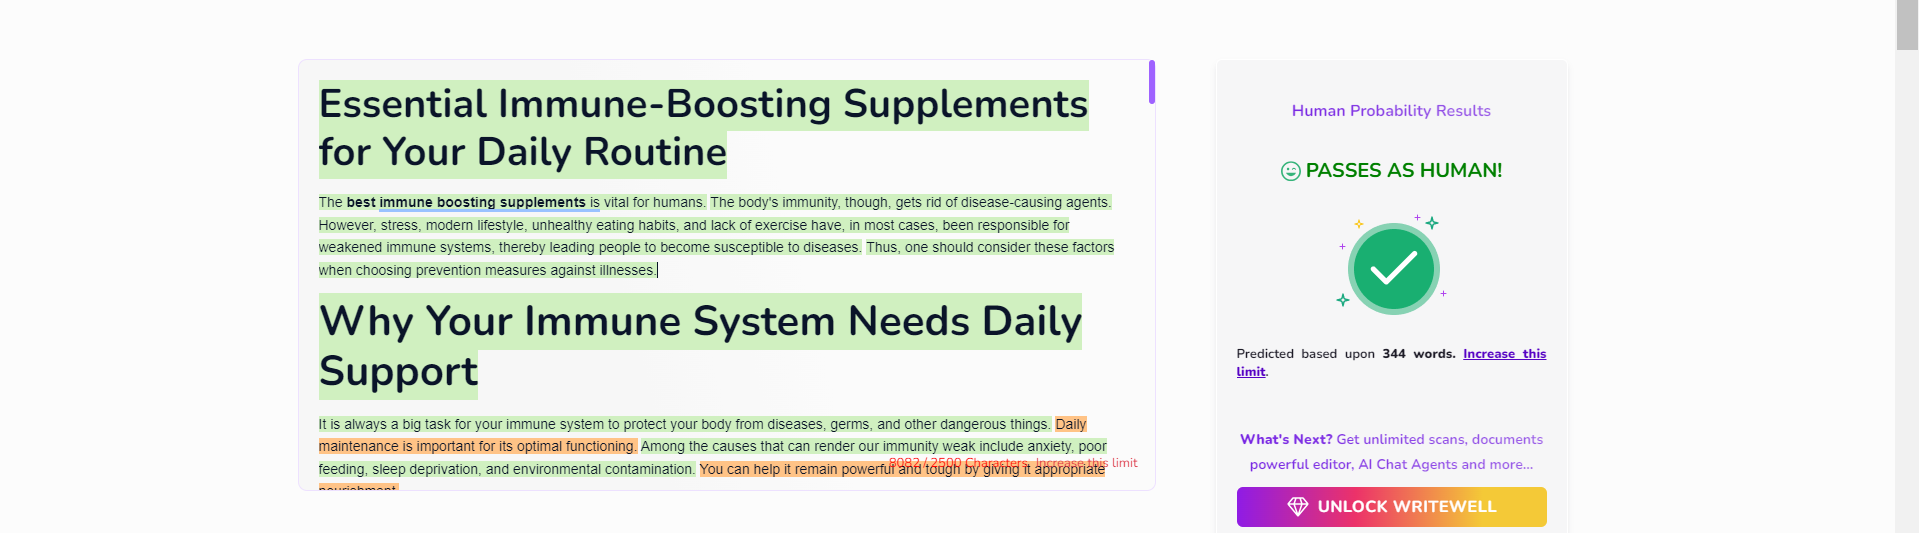 Essential Immune-Boosting Supplements
for Your Daily Routine
The best immune boosting supplements is vital for humans. The body's immunity, though, gets rid of disease-causing agents.
However, stress, modern lifestyle, unhealthy eating habits, and lack of exercise have, in most cases, been responsible for
weakened immune systems, thereby leading people to become susceptible to diseases. Thus, one should consider these factors
when choosing prevention measures against illnesses.
Why Your Immune System Needs Daily
Support
It is always a big task for your immune system to protect your body from diseases, germs, and other dangerous things. Daily
maintenance is important for its optimal functioning. Among the causes that can render our immunity weak include anxiety, poor
feeding, sleep deprivation, and environmental contamination. You can help it remain powerful and tough by giving it appropriate
nourishment.
8082 / 2500 Characters. Increase this limit
Human Probability Results
PASSES AS HUMAN!
Predicted based upon 344 words. Increase this
limit.
What's Next? Get unlimited scans, documents
powerful editor, AI Chat Agents and more...
UNLOCK WRITEWELL